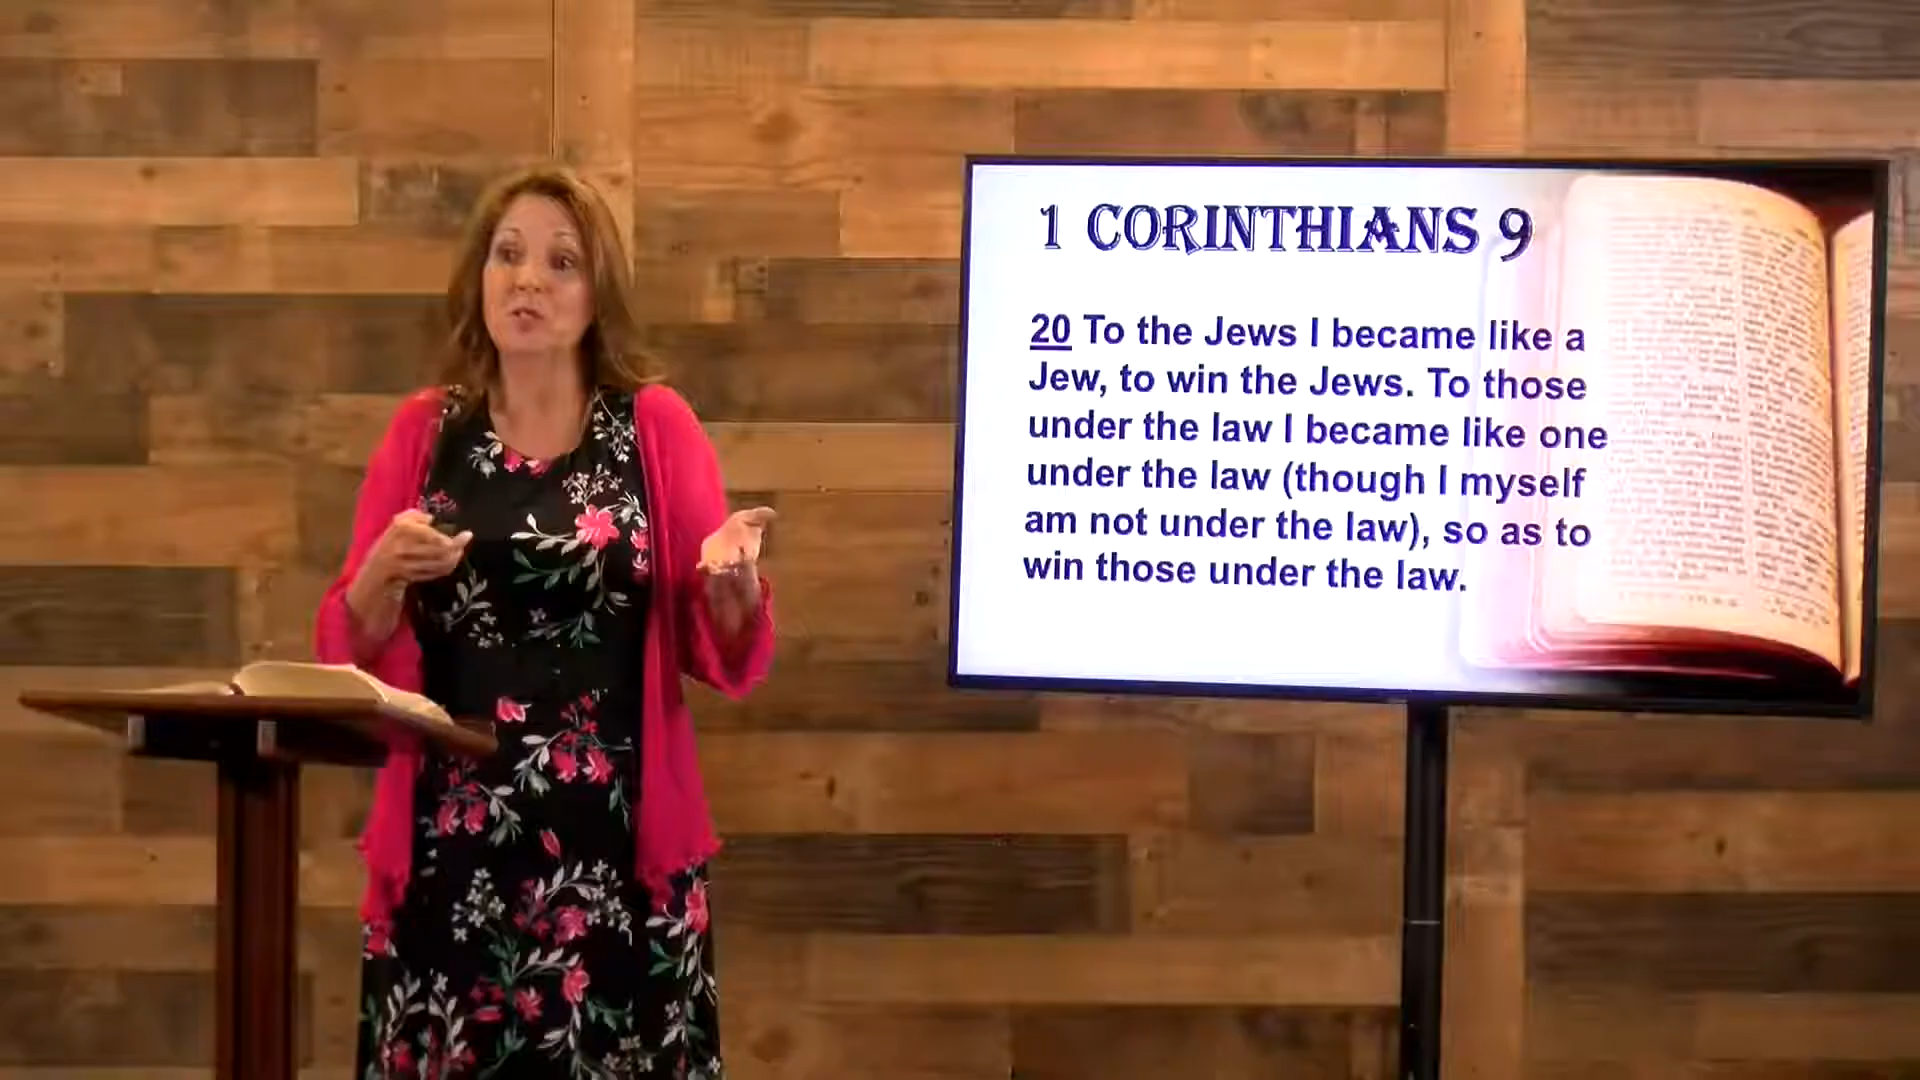 1 CORINTHIANS 9
20 To the Jews I became like a
Jew, to win the Jews. To those
under the law I became like one
under the law (though I myself
am not under the law), so as to
win those under the law.